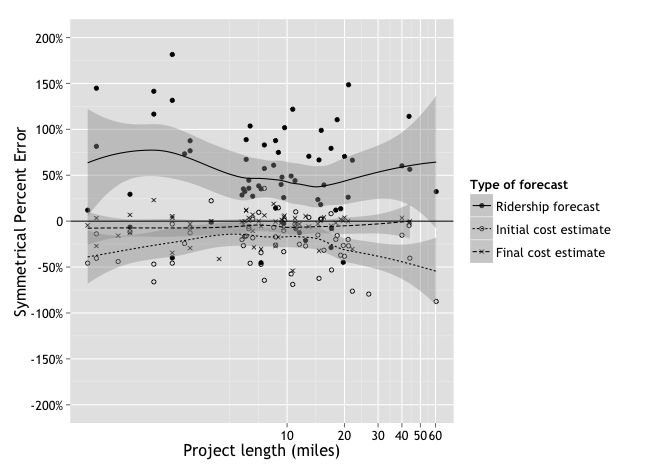 200%
150%
100%
50%
0
-50%
-100%
-150%
-200%
Symmetrical Percent Error
10 20 30 40 50 60
Project length (miles)
Type of forecast
Ridership forecast
Initial cost estimate
Final cost estimate